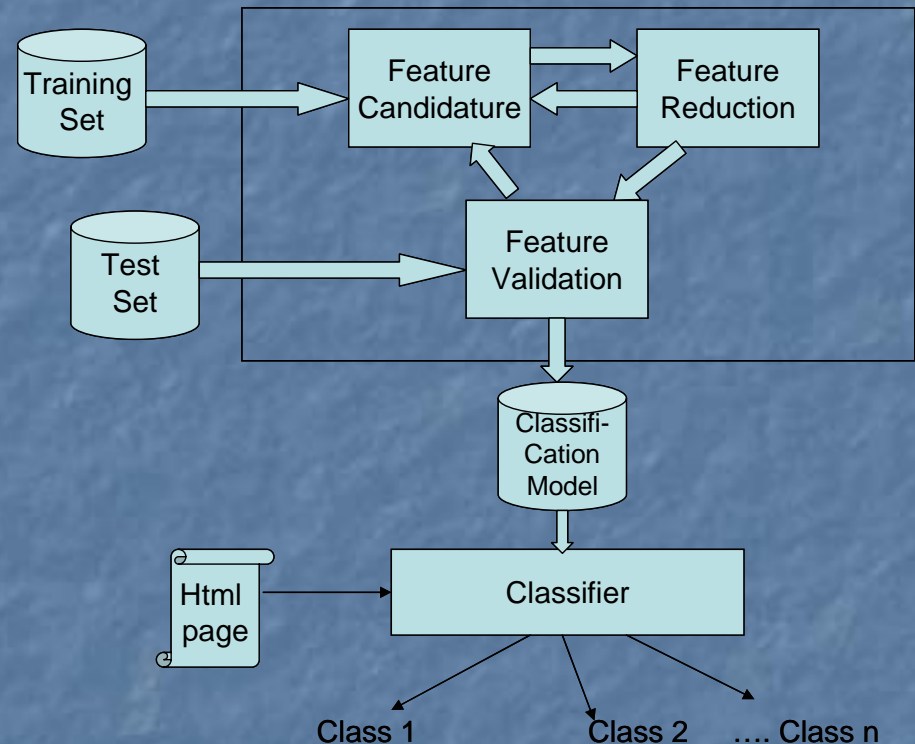 Training
Set
Feature
Candidature
Feature
Reduction
Test
Set
Feature
Validation
Classifi-
Cation
Model
Html
page
Classifier
Class 1
Class 2
.... Class n